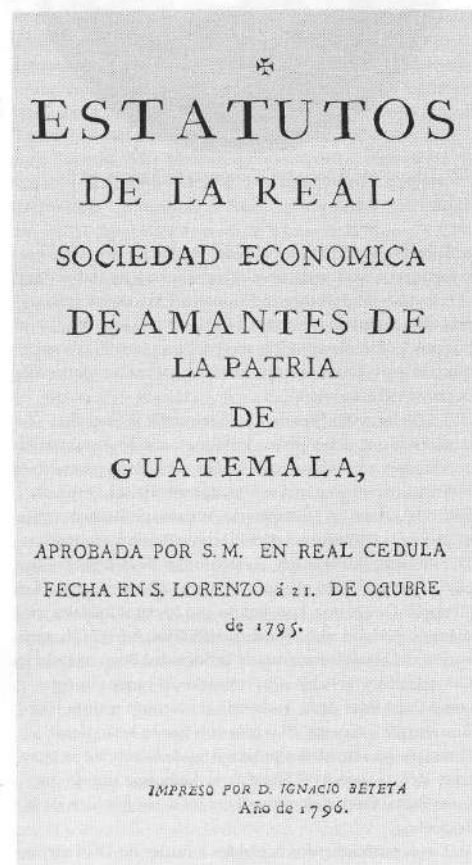 ✠
ESTATUTOS
DE LA REAL
SOCIEDAD ECONOMICA
DE AMANTES DE
LA PATRIA
DE
GUATEMALA,
APROBADA POR S. M. EN REAL CEDULA
FECHA EN S. LORENZO á 21. DE OctUBRE
de 1795.
IMPRESO POR D. IGNACIO BETETA
Año de 1796.